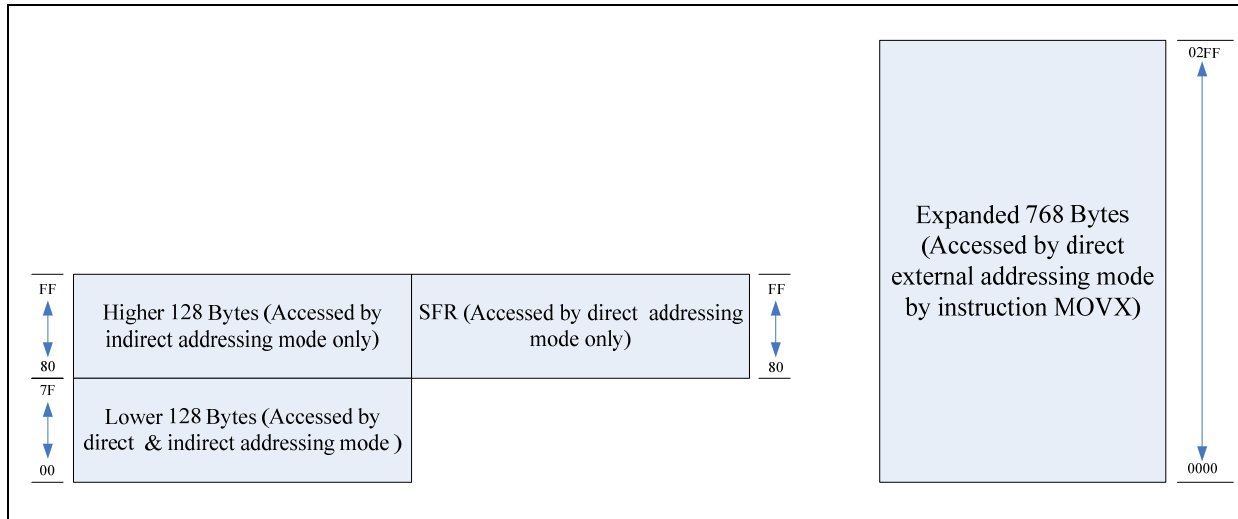 02FF
Expanded 768 Bytes
(Accessed by direct
external addressing mode
by instruction MOVX)
0000
FF
80
Higher 128 Bytes (Accessed by
indirect addressing mode only)
SFR (Accessed by direct addressing
mode only)
FF
80
7F
00
Lower 128 Bytes (Accessed by
direct & indirect addressing mode )